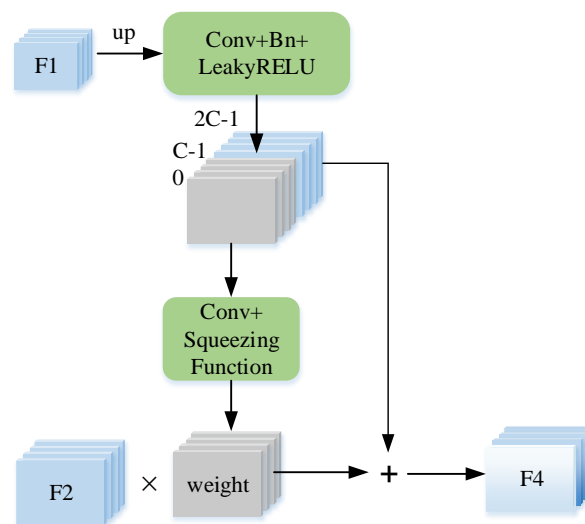 F1
up
Conv+Bn+
LeakyRELU
2C-1
C-1
0
Conv+
Squeezing
Function
F2
×
weight
+
F4